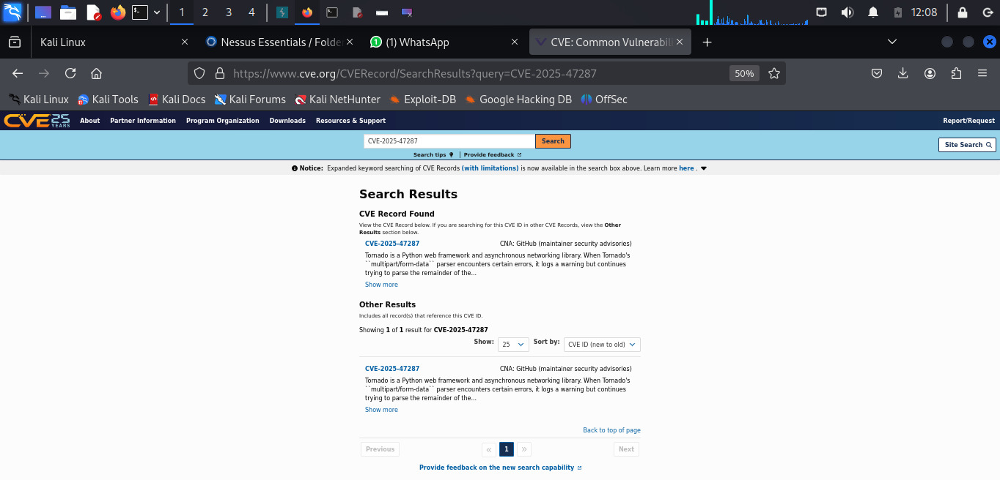 1 2 3 4 12:08
Kali Linux Nessus Essentials / Folde (1) WhatsApp CVE: Common Vulnerabili
https://www.cve.org/CVERecord/SearchResults?query=CVE-2025-47287 50%
Kali Linux Kali Tools Kali Docs Kali Forums Kali NetHunter Exploit-DB Google Hacking DB OffSec
CVE 25 YEARS About Partner Information Program Organization Downloads Resources & Support Report/Request
CVE-2025-47287 Search
Site Search
Search tips | Provide feedback
Notice: Expanded keyword searching of CVE Records (with limitations) is now available in the search box above. Learn more here .
Search Results
CVE Record Found
View the CVE Record below. If you are searching for this CVE ID in other CVE Records, view the Other
Results section below.
CVE-2025-47287 CNA: GitHub (maintainer security advisories)
Tornado is a Python web framework and asynchronous networking library. When Tornado's
``multipart/form-data`` parser encounters certain errors, it logs a warning but continues
trying to parse the remainder of the...
Show more
Other Results
Includes all record(s) that reference this CVE ID.
Showing 1 of 1 result for CVE-2025-47287
Show: 25 Sort by: CVE ID (new to old)
CVE-2025-47287 CNA: GitHub (maintainer security advisories)
Tornado is a Python web framework and asynchronous networking library. When Tornado's
``multipart/form-data`` parser encounters certain errors, it logs a warning but continues
trying to parse the remainder of the...
Show more
Back to top of page
Previous « 1 » Next
Provide feedback on the new search capability